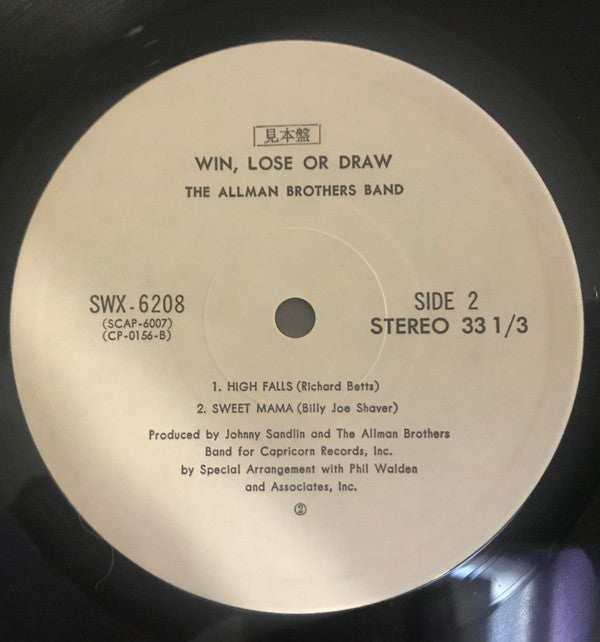 見本盤
WIN, LOSE OR DRAW
THE ALLMAN BROTHERS BAND
SWX-6208
(SCAP-6007)
(CP-0156-B)
SIDE 2
STEREO 33 1/3
1. HIGH FALLS (Richard Betts)
2. SWEET MAMA (Billy Joe Shaver)
Produced by Johnny Sandlin and The Allman Brothers
Band for Capricorn Records, Inc.
by Special Arrangement with Phil Walden
and Associates, Inc.
②